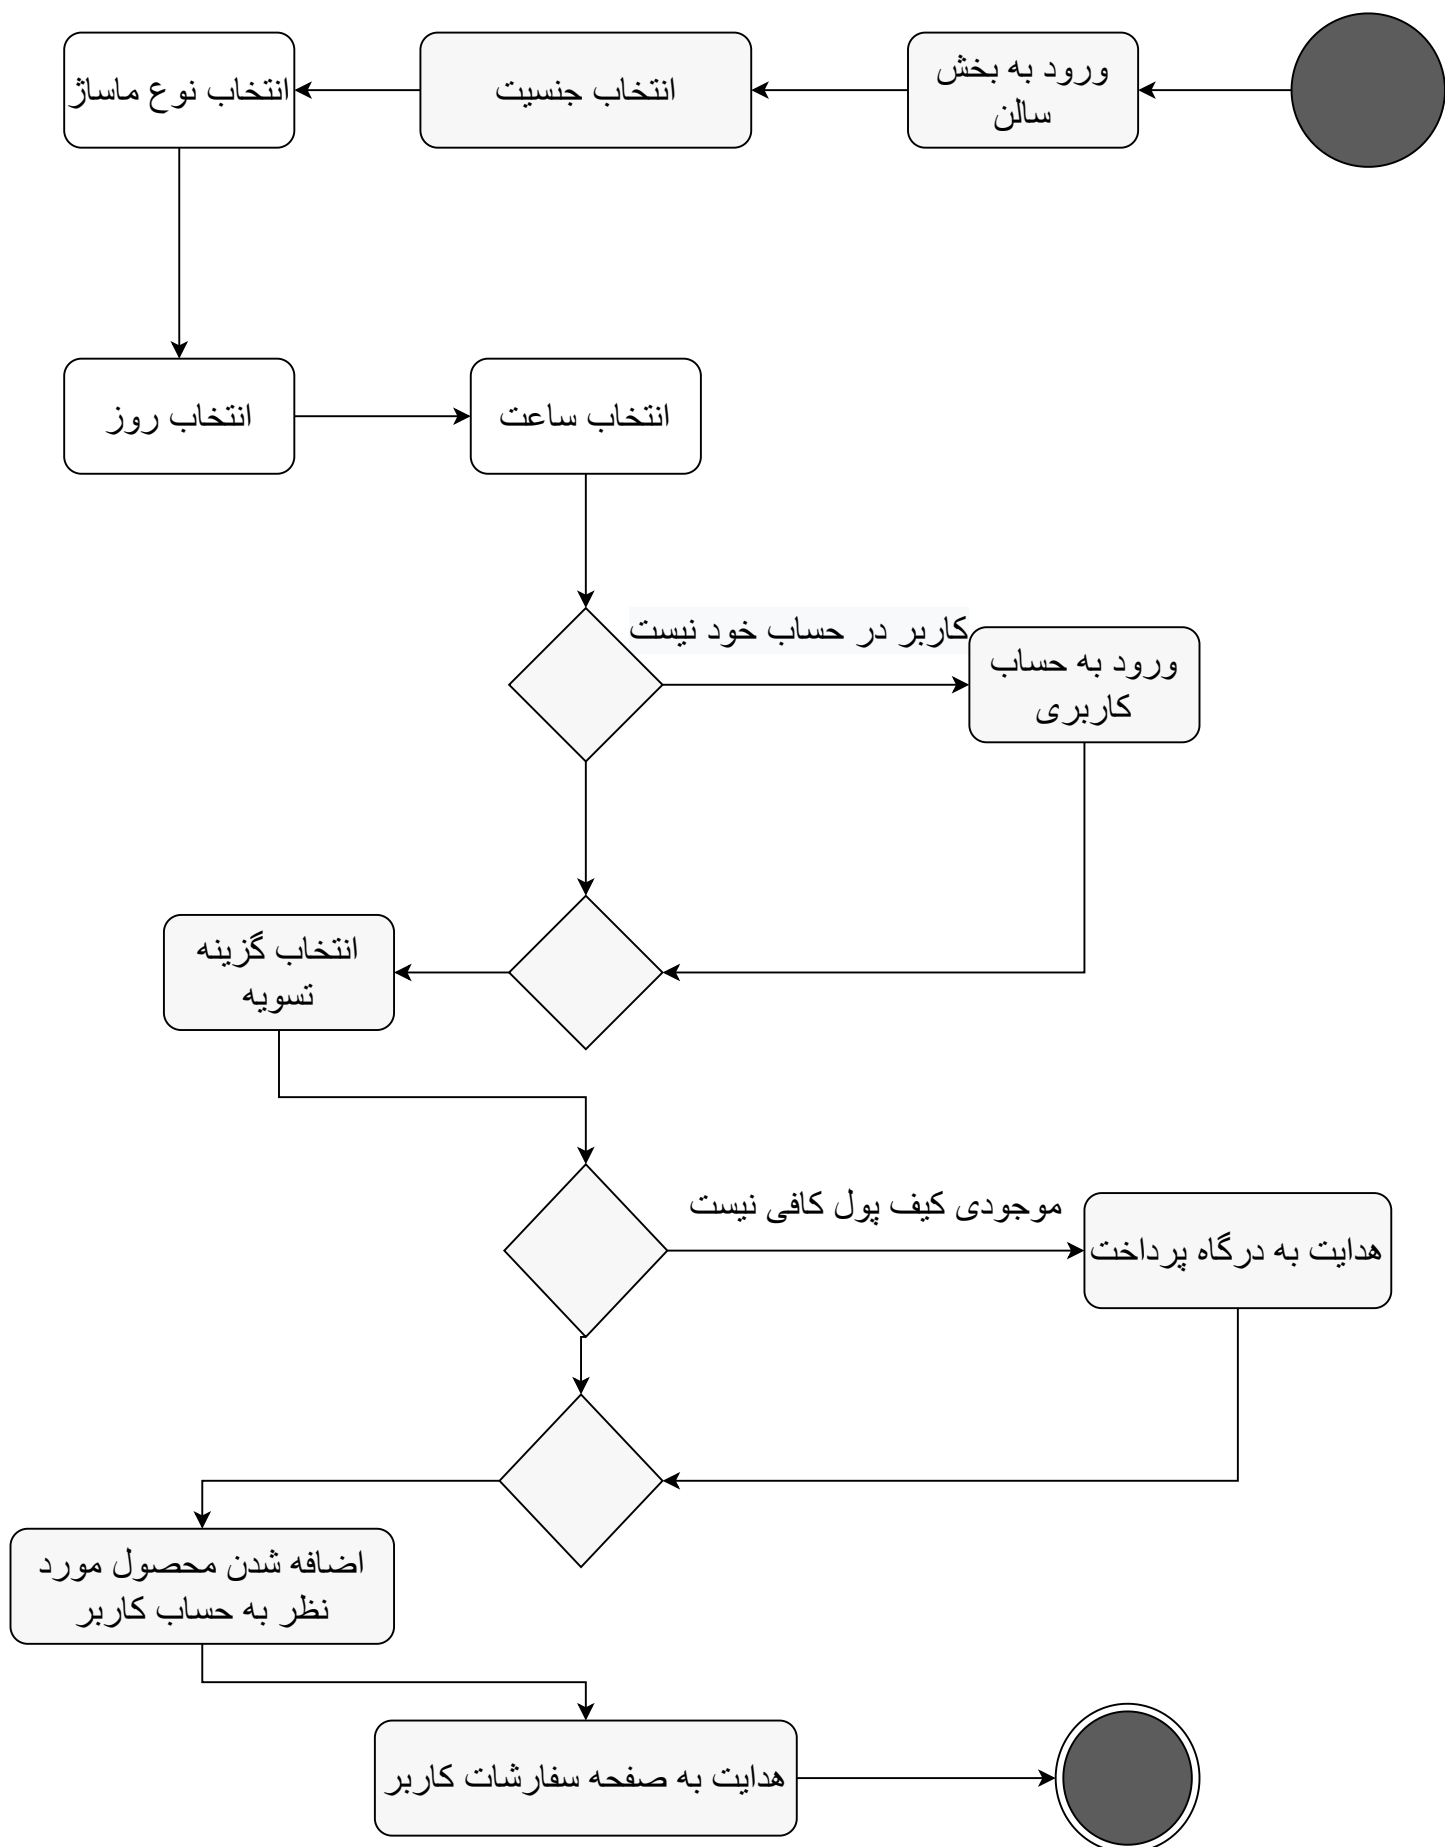 ورود به بخش
سالن
انتخاب جنسیت
انتخاب نوع ماساژ
انتخاب روز
انتخاب ساعت
کاربر در حساب خود نیست
ورود به حساب
کاربری
انتخاب گزینه
تسویه
موجودی کیف پول کافی نیست
هدایت به درگاه پرداخت
اضافه شدن محصول مورد
نظر به حساب کاربر
هدایت به صفحه سفارشات کاربر